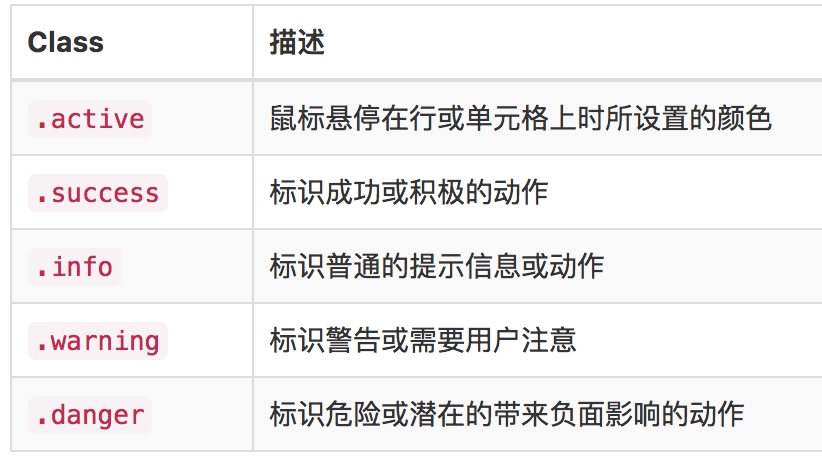 Class 描述
.active 鼠标悬停在行或单元格上时所设置的颜色
.success 标识成功或积极的动作
.info 标识普通的提示信息或动作
.warning 标识警告或需要用户注意
.danger 标识危险或潜在的带来负面影响的动作